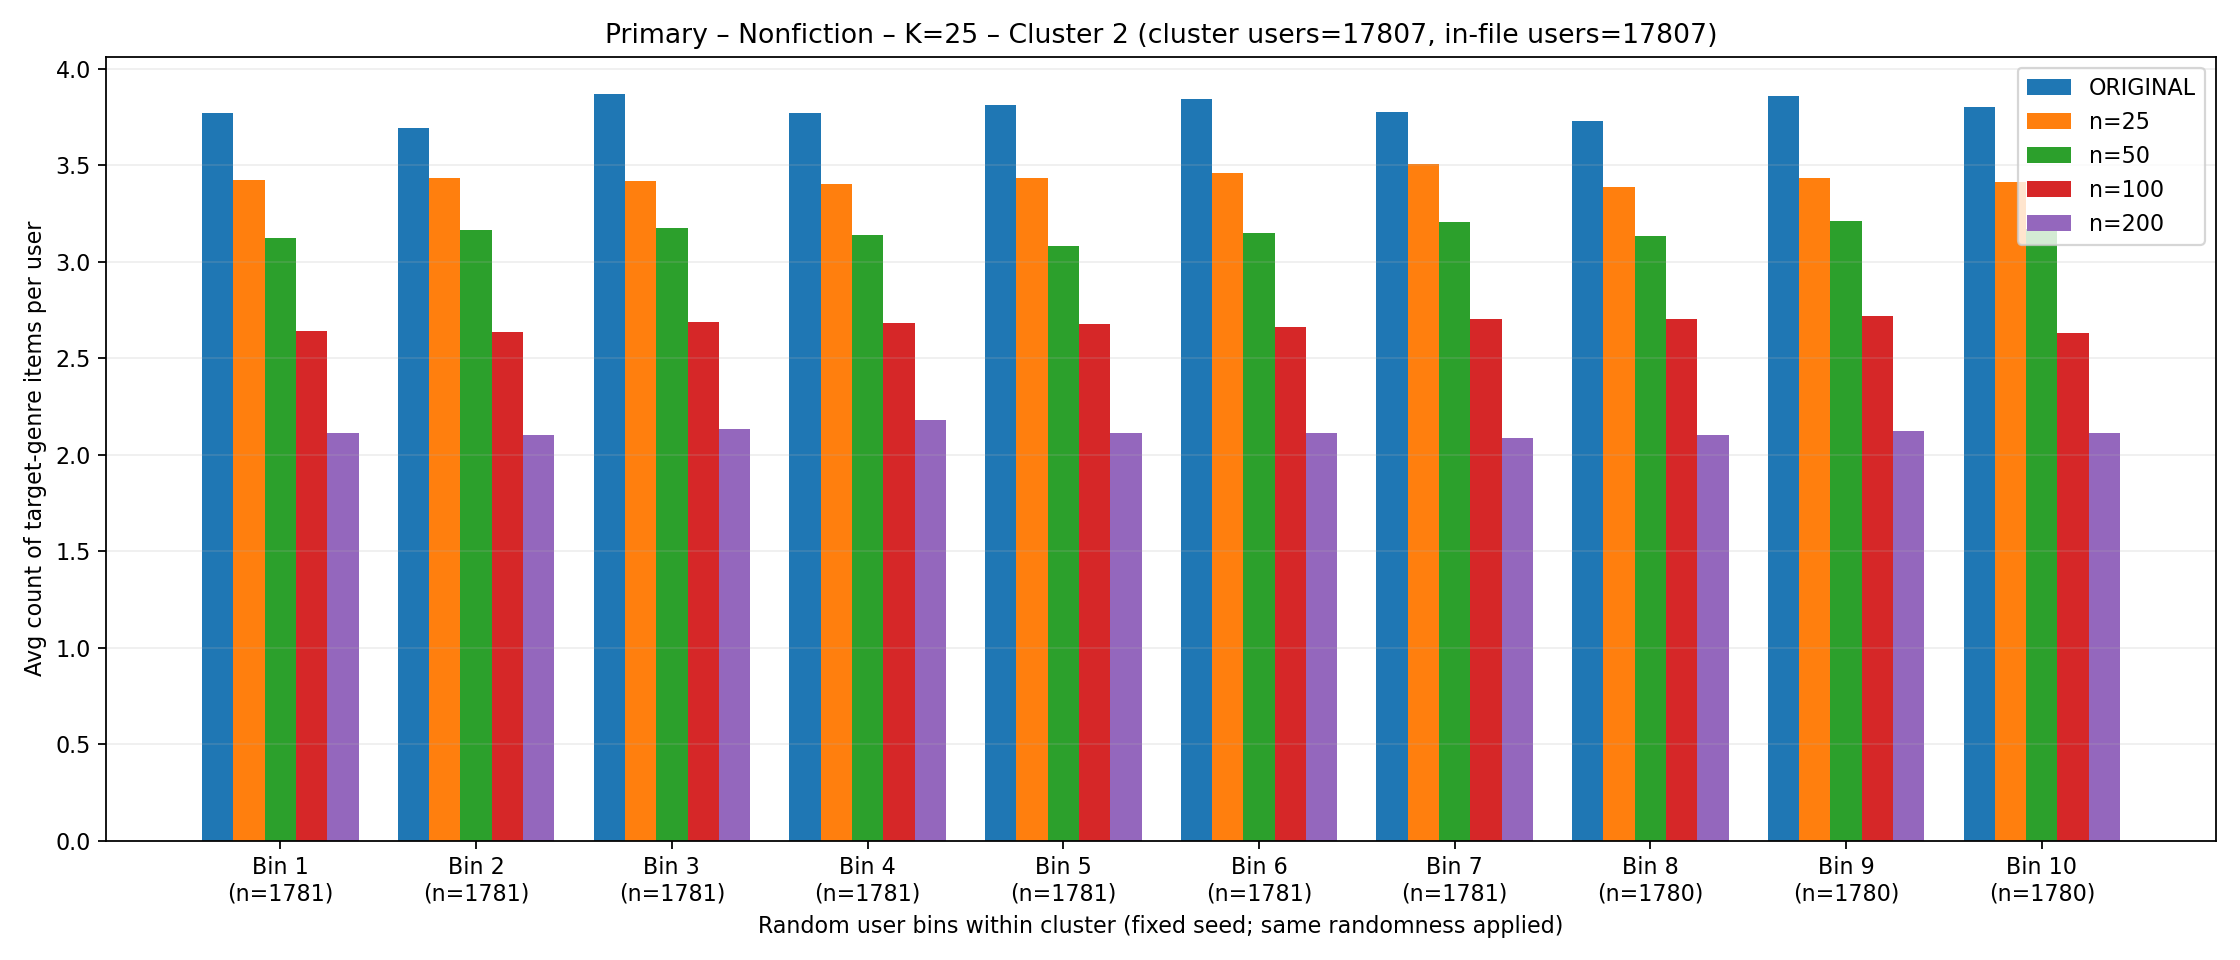 Primary – Nonfiction – K=25 – Cluster 2 (cluster users=17807, in-file users=17807)
Avg count of target-genre items per user
4.0
3.5
3.0
2.5
2.0
1.5
1.0
0.5
0.0
ORIGINAL
n=25
n=50
n=100
n=200
Bin 1
(n=1781)
Bin 2
(n=1781)
Bin 3
(n=1781)
Bin 4
(n=1781)
Bin 5
(n=1781)
Bin 6
(n=1781)
Bin 7
(n=1781)
Bin 8
(n=1780)
Bin 9
(n=1780)
Bin 10
(n=1780)
Random user bins within cluster (fixed seed; same randomness applied)